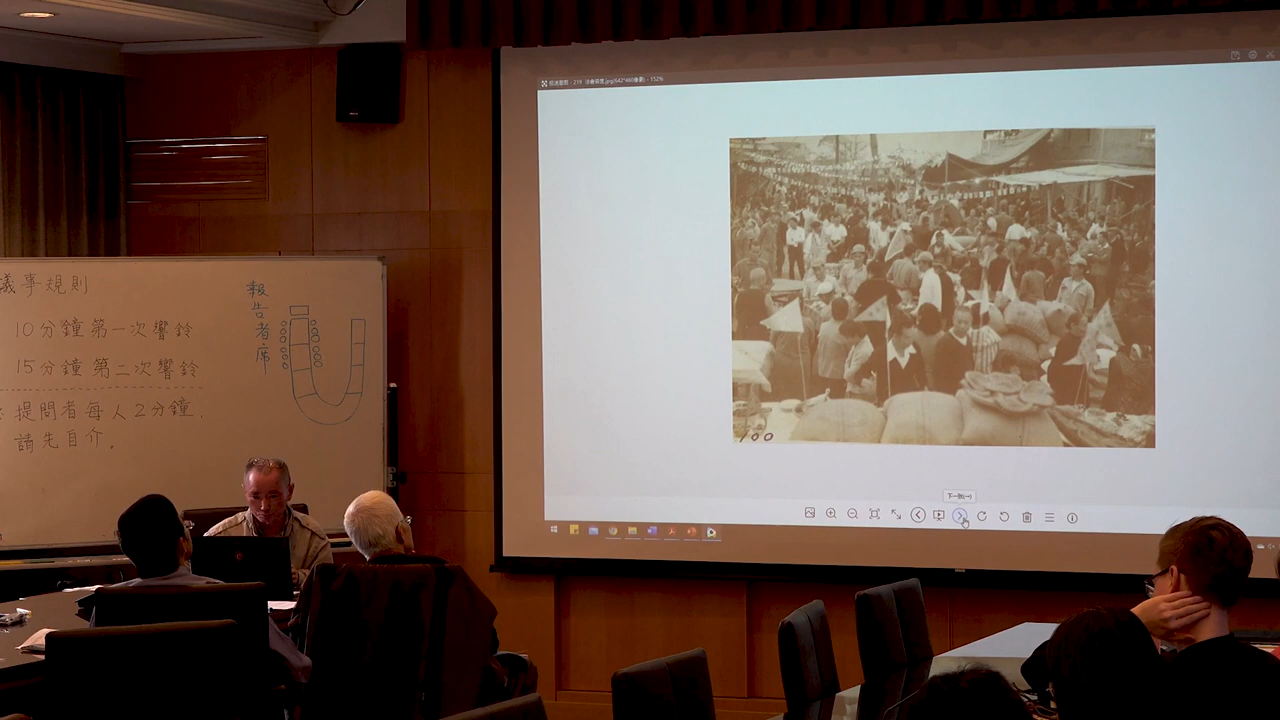 議事規則
10分鐘第一次響鈴
15分鐘第二次響鈴
提問者每人2分鐘,
請先自介。
報告者席
100